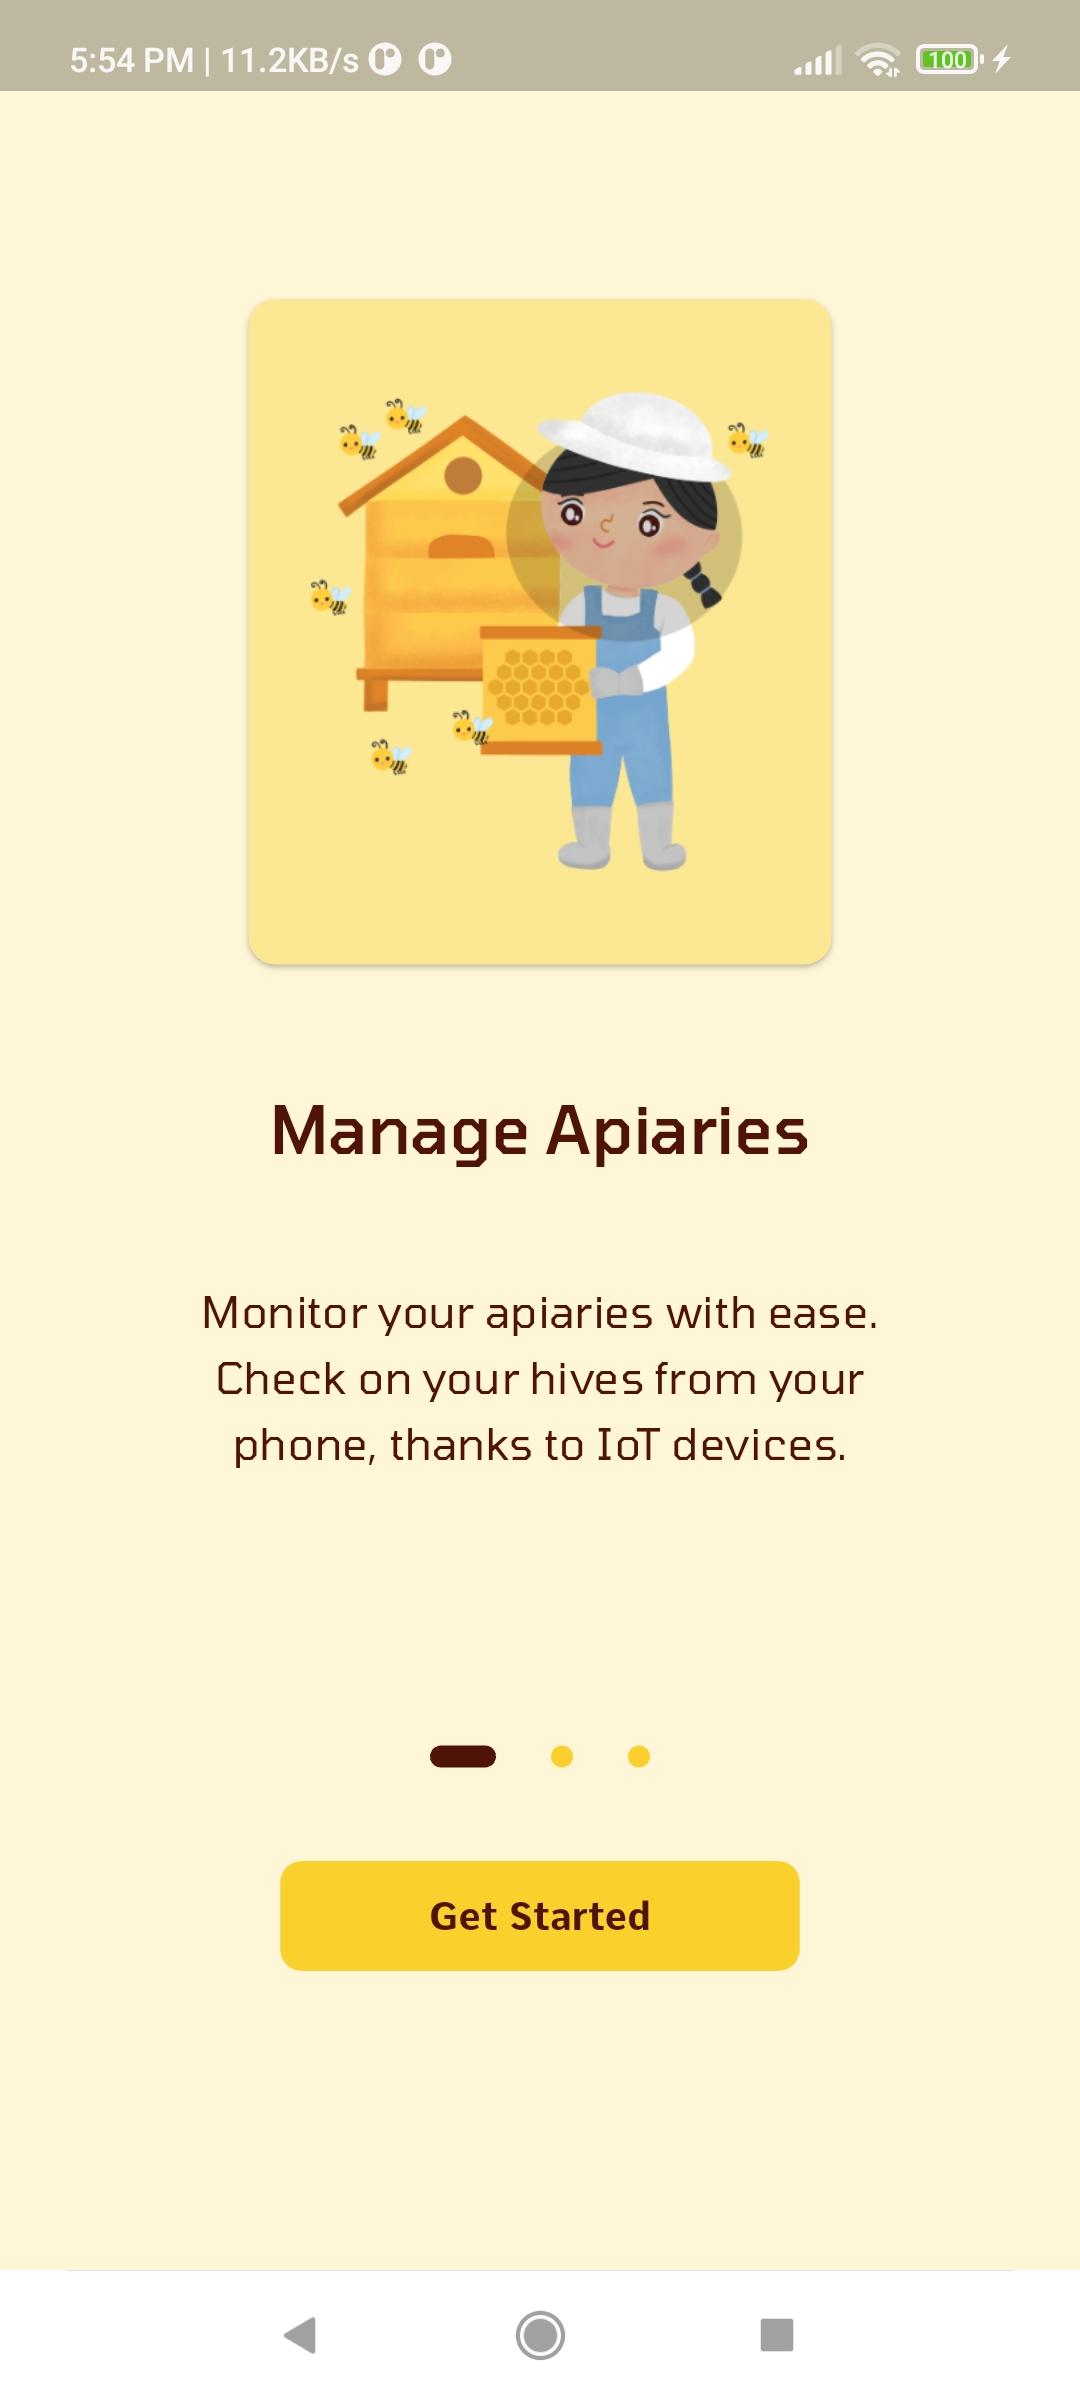 5:54 PM | 11.2KB/s
100
Manage Apiaries
Monitor your apiaries with ease.
Check on your hives from your
phone, thanks to IoT devices.
Get Started